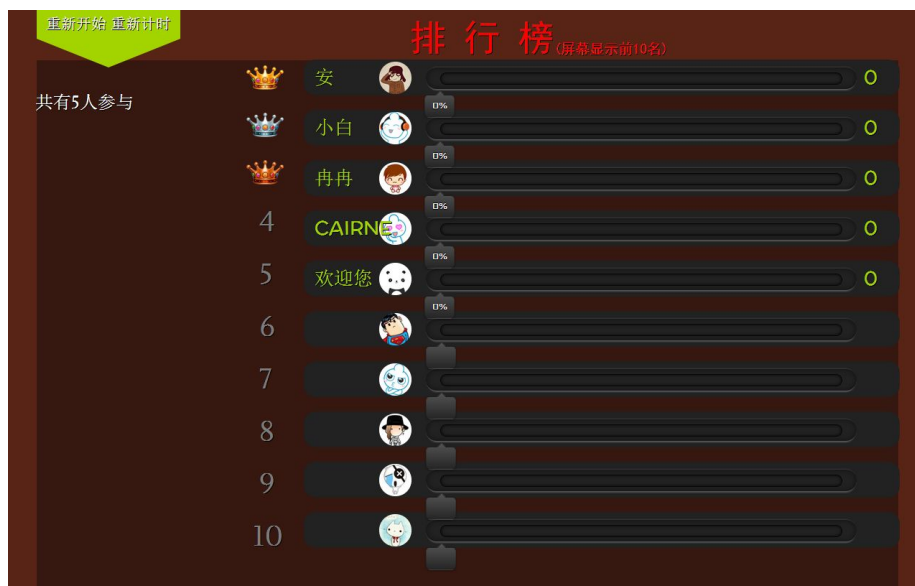 重新开始 重新计时
排 行 榜(屏幕显示前10名)
共有5人参与
安 0
0%
小白 0
0%
冉冉 0
0%
4 CAIRNE 0
0%
5 欢迎您 0
0%
6
7
8
9
10